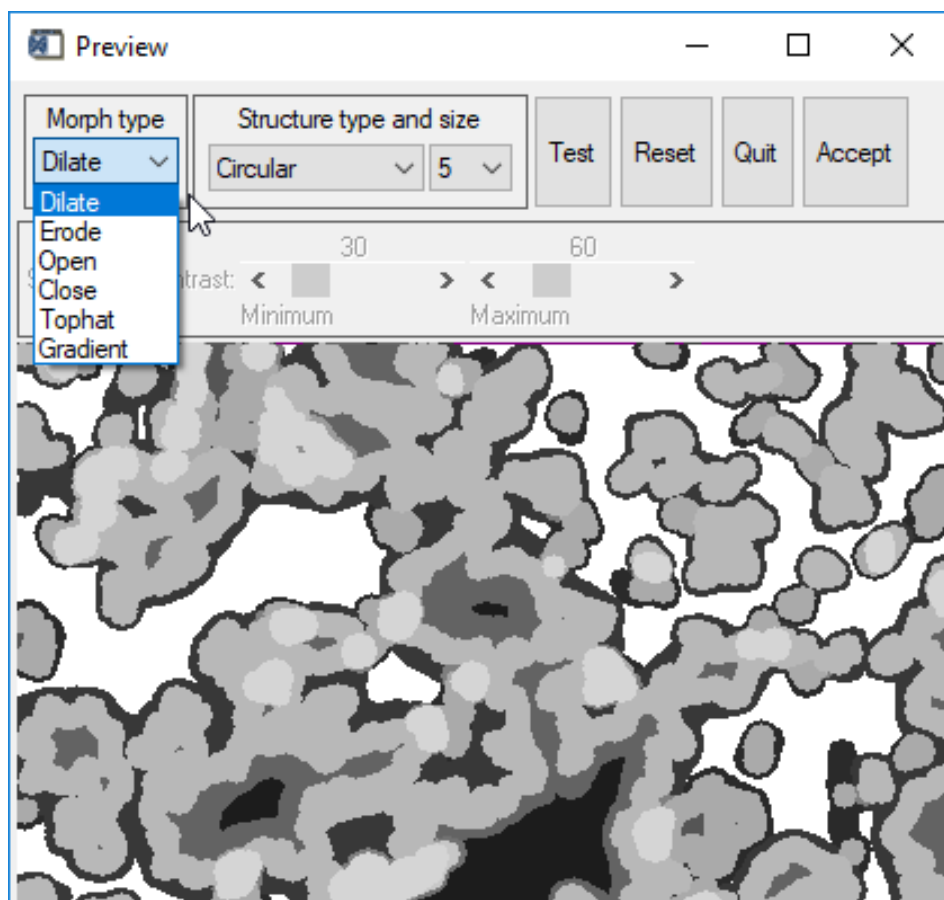 Preview
Morph type
Dilate
Structure type and size
Circular
5
Test
Reset
Quit
Accept
Dilate
Erode
Open
Close
Tophat
Gradient
30
60
Minimum
Maximum